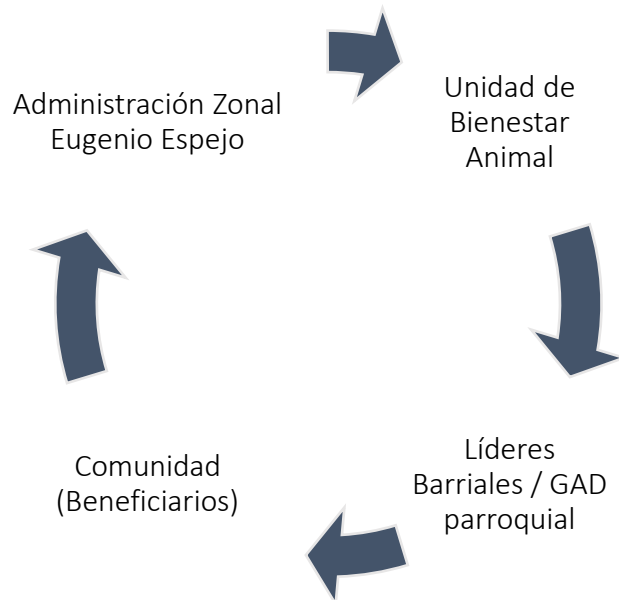 Administración Zonal
Eugenio Espejo
Unidad de
Bienestar
Animal
Líderes
Barriales / GAD
parroquial
Comunidad
(Beneficiarios)